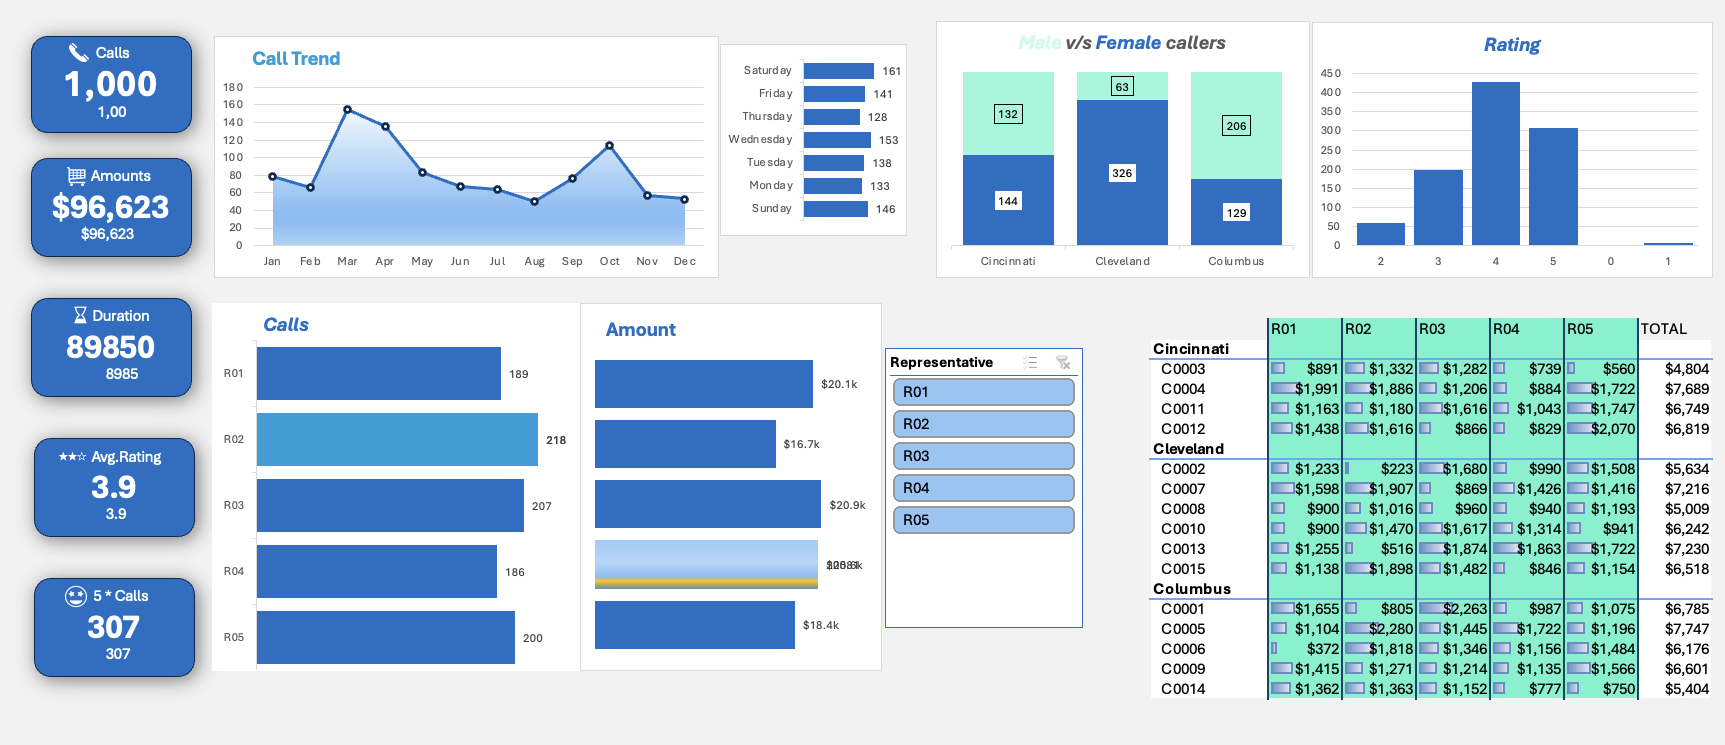 Calls
1,000
1,00
Amounts
$96,623
$96,623
Duration
89850
8985
Avg.Rating
3.9
3.9
5 * Calls
307
307
Call Trend
180
160
140
120
100
80
60
40
20
0
Jan Feb Mar Apr May Jun Jul Aug Sep Oct Nov Dec
Saturday 161
Friday 141
Thursday 128
Wednesday 153
Tuesday 138
Monday 133
Sunday 146
Male v/s Female callers
132 63 206
144 326 129
Cincinnati Cleveland Columbus
Rating
450
400
350
300
250
200
150
100
50
0
2 3 4 5 0 1
Calls
R01 189
R02 218
R03 207
R04 186
R05 200
Amount
$20.1k
$16.7k
$20.9k
$18.4k
Representative
R01
R02
R03
R04
R05
R01 R02 R03 R04 R05 TOTAL
Cincinnati
C0003 $891 $1,332 $1,282 $739 $560 $4,804
C0004 $1,991 $1,886 $1,206 $884 $1,722 $7,689
C0011 $1,163 $1,180 $1,616 $1,043 $1,747 $6,749
C0012 $1,438 $1,616 $866 $829 $2,070 $6,819
Cleveland
C0002 $1,233 $223 $1,680 $990 $1,508 $5,634
C0007 $1,598 $1,907 $869 $1,426 $1,416 $7,216
C0008 $900 $1,016 $960 $940 $1,193 $5,009
C0010 $900 $1,470 $1,617 $1,314 $941 $6,242
C0013 $1,255 $516 $1,874 $1,863 $1,722 $7,230
C0015 $1,138 $1,898 $1,482 $846 $1,154 $6,518
Columbus
C0001 $1,655 $805 $2,263 $987 $1,075 $6,785
C0005 $1,104 $2,280 $1,445 $1,722 $1,196 $7,747
C0006 $372 $1,818 $1,346 $1,156 $1,484 $6,176
C0009 $1,415 $1,271 $1,214 $1,135 $1,566 $6,601
C0014 $1,362 $1,363 $1,152 $777 $750 $5,404